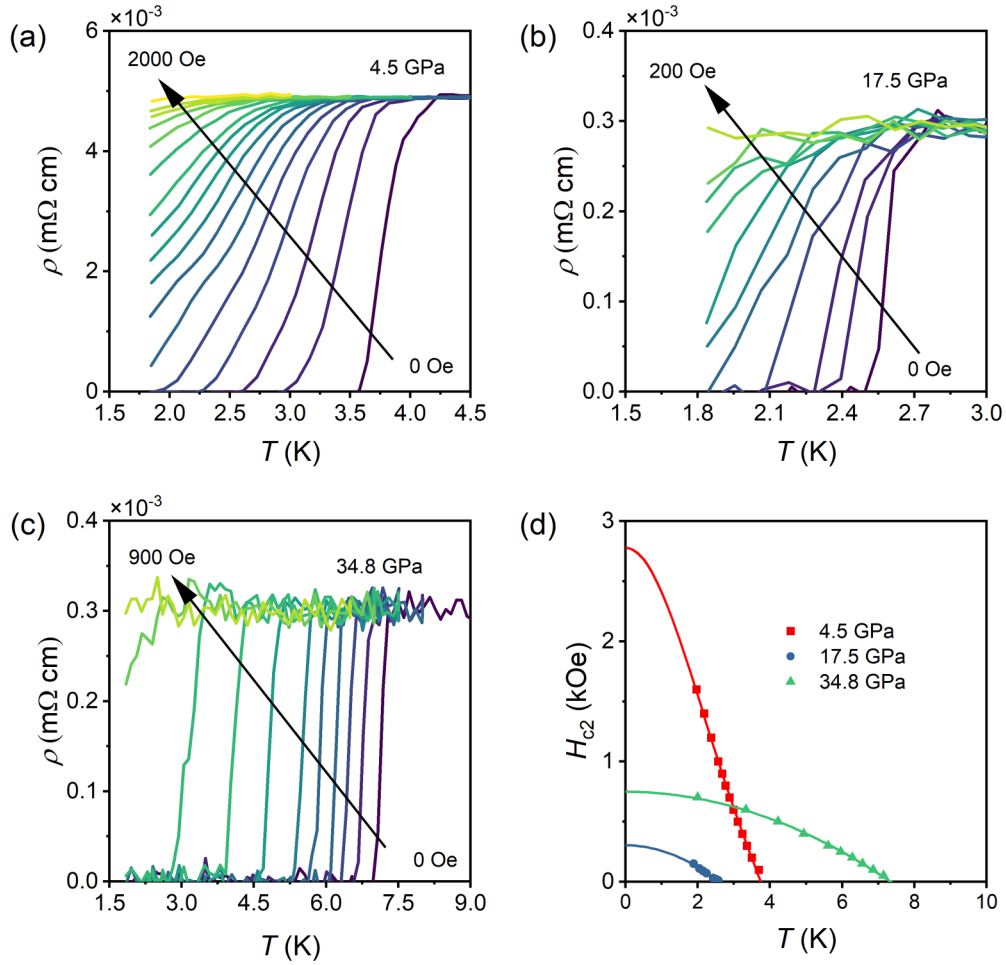 (a)
×10⁻³
6
4
2
0
ρ (mΩ cm)
2000 Oe
4.5 GPa
0 Oe
1.5 2.0 2.5 3.0 3.5 4.0 4.5
T (K)
(b)
×10⁻³
0.4
0.3
0.2
0.1
0.0
ρ (mΩ cm)
200 Oe
17.5 GPa
0 Oe
1.5 1.8 2.1 2.4 2.7 3.0
T (K)
(c)
×10⁻³
0.4
0.3
0.2
0.1
0.0
ρ (mΩ cm)
900 Oe
34.8 GPa
0 Oe
3.0 4.5 6.0 7.5 9.0
T (K)
(d)
3
2
1
0
Hc2 (kOe)
4.5 GPa
17.5 GPa
34.8 GPa
0 2 4 6 8 10
T (K)